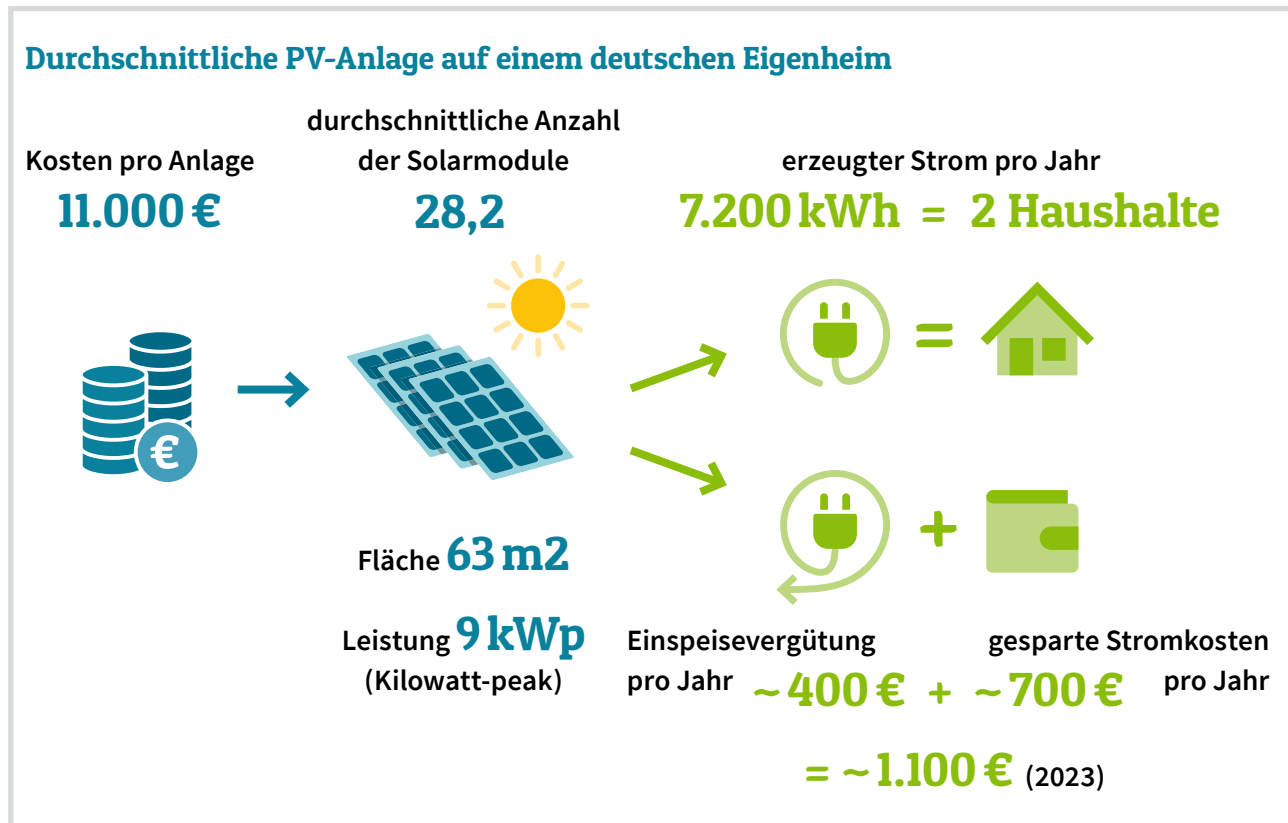 Durchschnittliche PV-Anlage auf einem deutschen Eigenheim
Kosten pro Anlage
11.000 €
durchschnittliche Anzahl
der Solarmodule
28,2
erzeugter Strom pro Jahr
7.200 kWh = 2 Haushalte
€
=
+
Fläche 63 m2
Leistung 9 kWp
(Kilowatt-peak)
Einspeisevergütung
pro Jahr ~400 €
+
gesparte Stromkosten
~700 € pro Jahr
= ~1.100 € (2023)